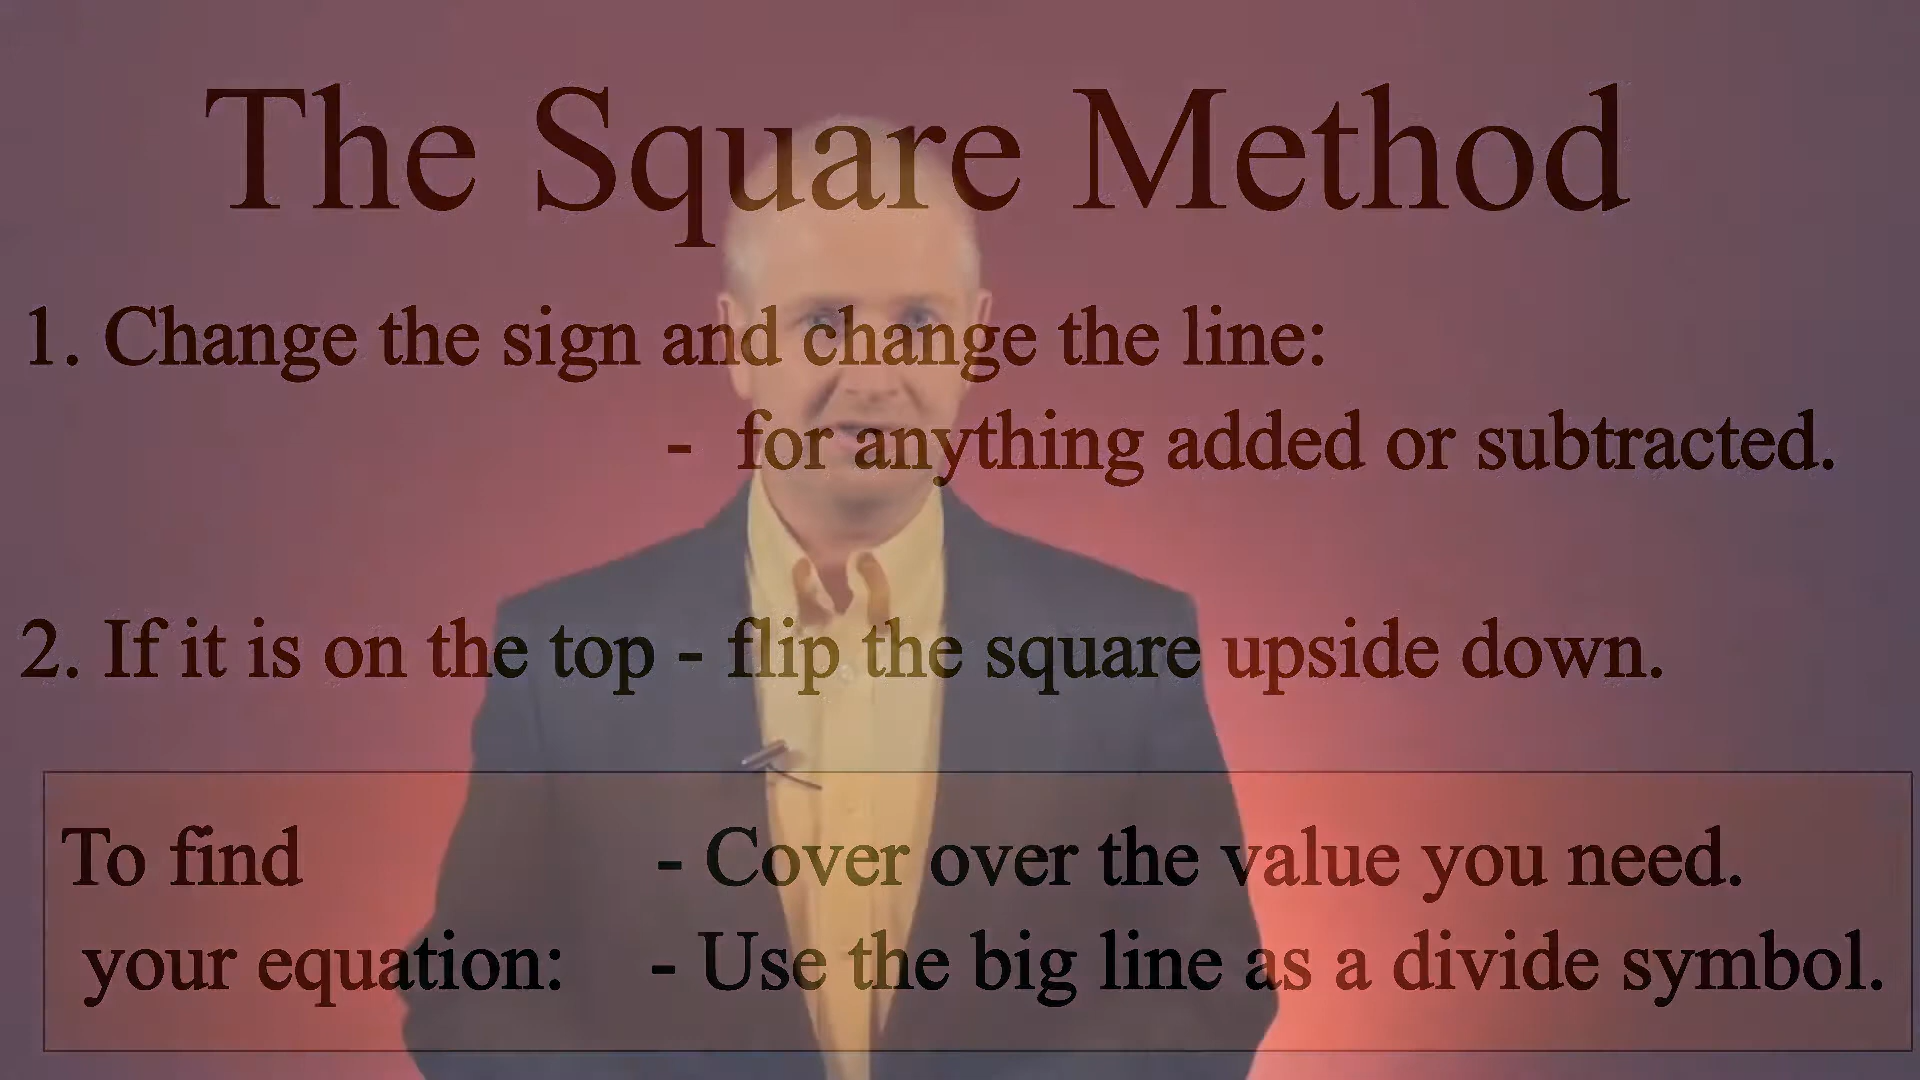 The Square Method
1. Change the sign and change the line:
- for anything added or subtracted.
2. If it is on the top - flip the square upside down.
To find - Cover over the value you need.
your equation: - Use the big line as a divide symbol.